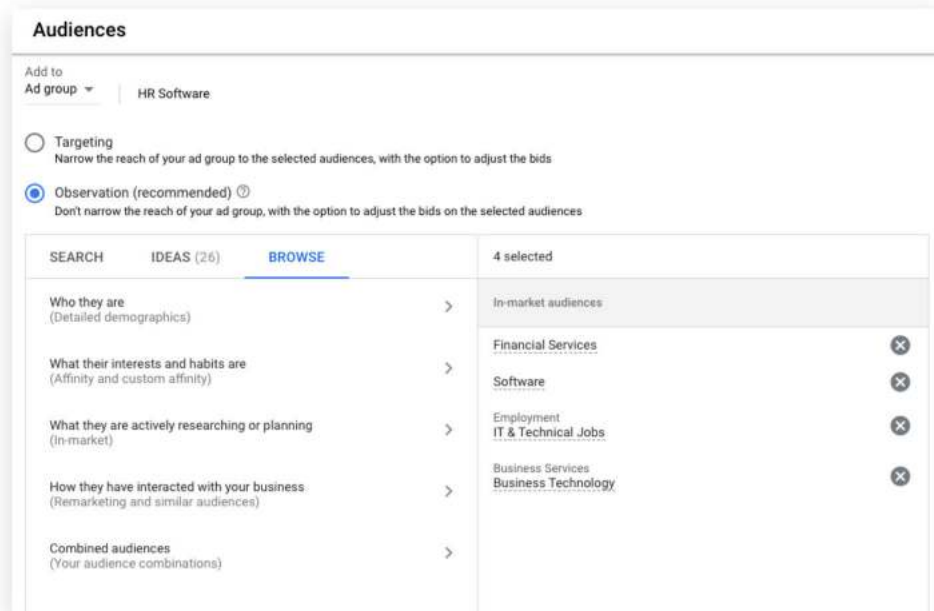 Audiences
Add to
Ad group
HR Software
Targeting
Narrow the reach of your ad group to the selected audiences, with the option to adjust the bids
Observation (recommended)
Don't narrow the reach of your ad group, with the option to adjust the bids on the selected audiences
SEARCH
IDEAS (26)
BROWSE
Who they are
(Detailed demographics)
What their interests and habits are
(Affinity and custom affinity)
What they are actively researching or planning
(In-market)
How they have interacted with your business
(Remarketing and similar audiences)
Combined audiences
(Your audience combinations)
4 selected
In-market audiences
Financial Services
Software
Employment
IT & Technical Jobs
Business Services
Business Technology